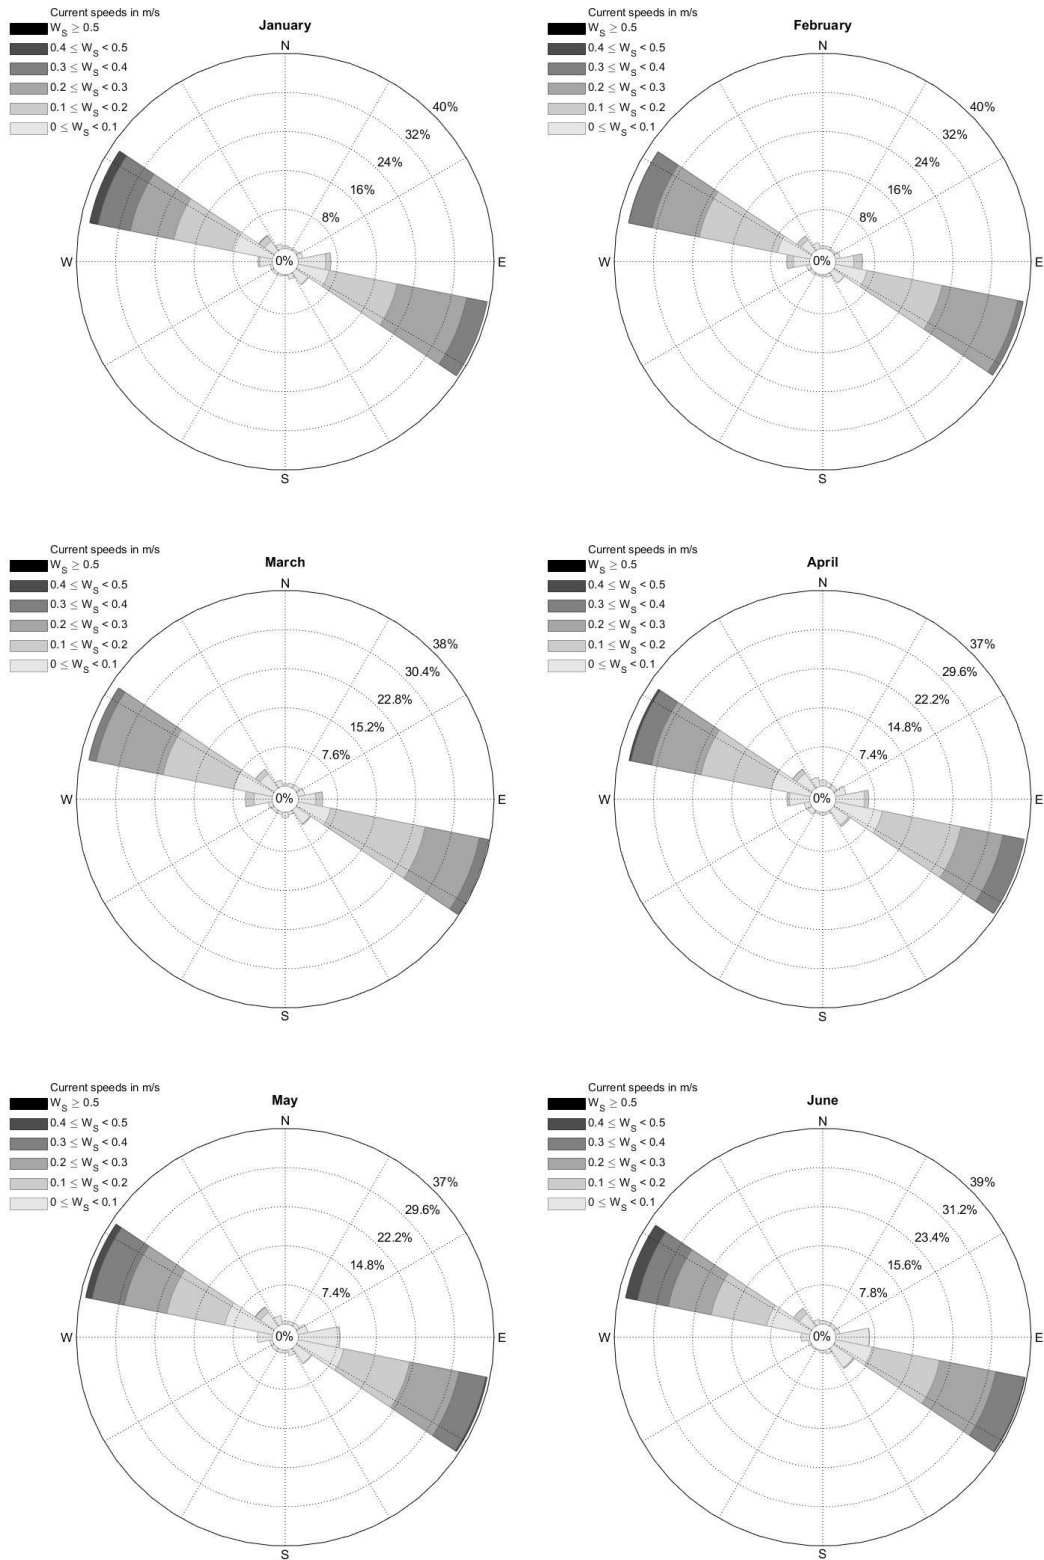 Current speeds in m/s
W_S ≥ 0.5
0.4 ≤ W_S < 0.5
0.3 ≤ W_S < 0.4
0.2 ≤ W_S < 0.3
0.1 ≤ W_S < 0.2
0 ≤ W_S < 0.1
January
N
40%
32%
24%
16%
8%
W
0%
E
S
Current speeds in m/s
W_S ≥ 0.5
0.4 ≤ W_S < 0.5
0.3 ≤ W_S < 0.4
0.2 ≤ W_S < 0.3
0.1 ≤ W_S < 0.2
0 ≤ W_S < 0.1
February
N
40%
32%
24%
16%
8%
W
0%
E
S
Current speeds in m/s
W_S ≥ 0.5
0.4 ≤ W_S < 0.5
0.3 ≤ W_S < 0.4
0.2 ≤ W_S < 0.3
0.1 ≤ W_S < 0.2
0 ≤ W_S < 0.1
March
N
38%
30.4%
22.8%
15.2%
7.6%
W
0%
E
S
Current speeds in m/s
W_S ≥ 0.5
0.4 ≤ W_S < 0.5
0.3 ≤ W_S < 0.4
0.2 ≤ W_S < 0.3
0.1 ≤ W_S < 0.2
0 ≤ W_S < 0.1
April
N
37%
29.6%
22.2%
14.8%
7.4%
W
0%
E
S
Current speeds in m/s
W_S ≥ 0.5
0.4 ≤ W_S < 0.5
0.3 ≤ W_S < 0.4
0.2 ≤ W_S < 0.3
0.1 ≤ W_S < 0.2
0 ≤ W_S < 0.1
May
N
37%
29.6%
22.2%
14.8%
7.4%
W
0%
E
S
Current speeds in m/s
W_S ≥ 0.5
0.4 ≤ W_S < 0.5
0.3 ≤ W_S < 0.4
0.2 ≤ W_S < 0.3
0.1 ≤ W_S < 0.2
0 ≤ W_S < 0.1
June
N
39%
31.2%
23.4%
15.6%
7.8%
W
0%
E
S